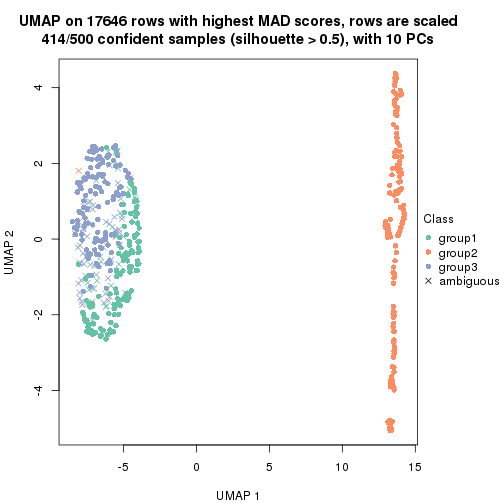 UMAP on 17646 rows with highest MAD scores, rows are scaled
414/500 confident samples (silhouette > 0.5), with 10 PCs
4
2
0
-2
-4
UMAP 2
-5
0
5
10
15
UMAP 1
Class
group1
group2
group3
ambiguous